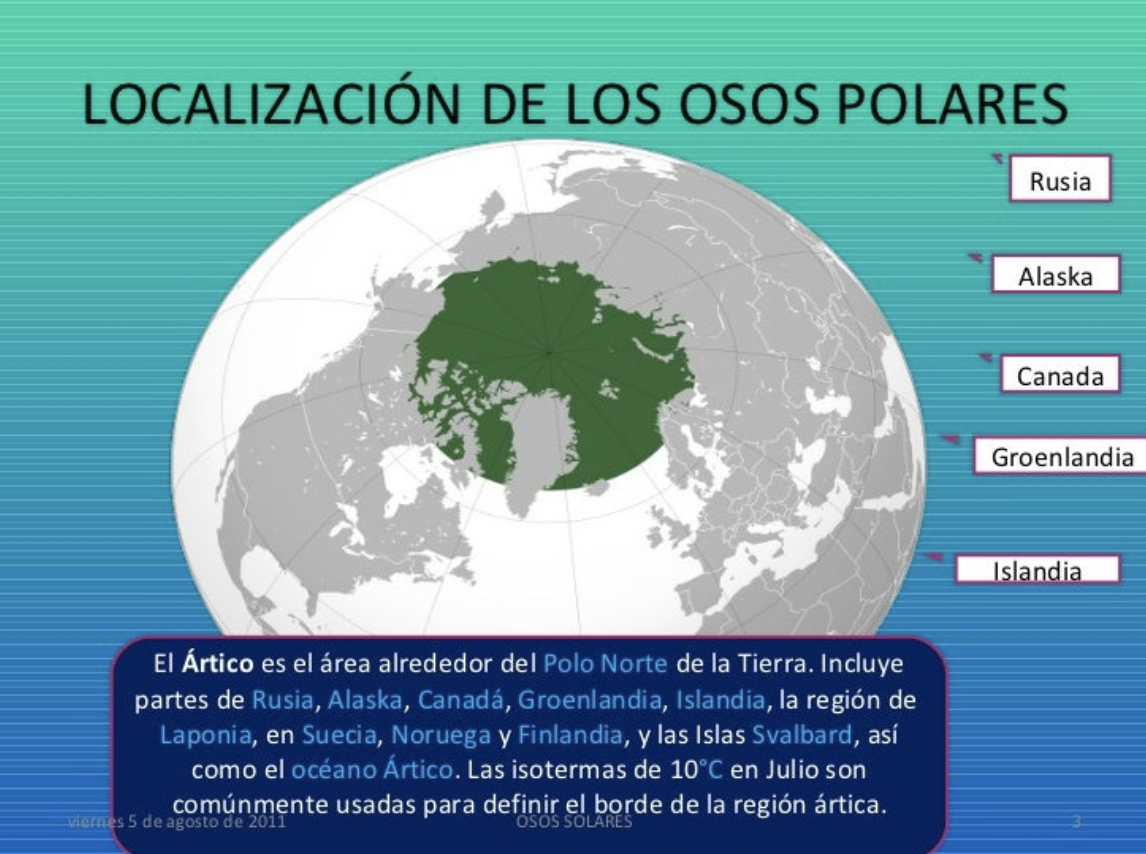 LOCALIZACIÓN DE LOS OSOS POLARES
Rusia
Alaska
Canada
Groenlandia
Islandia
El Ártico es el área alrededor del Polo Norte de la Tierra. Incluye
partes de Rusia, Alaska, Canadá, Groenlandia, Islandia, la región de
Laponia, en Suecia, Noruega y Finlandia, y las Islas Svalbard, así
como el océano Ártico. Las isotermas de 10°C en Julio son
comúnmente usadas para definir el borde de la región ártica.
viernes 5 de agosto de 2011
OSOS SOLARES
3